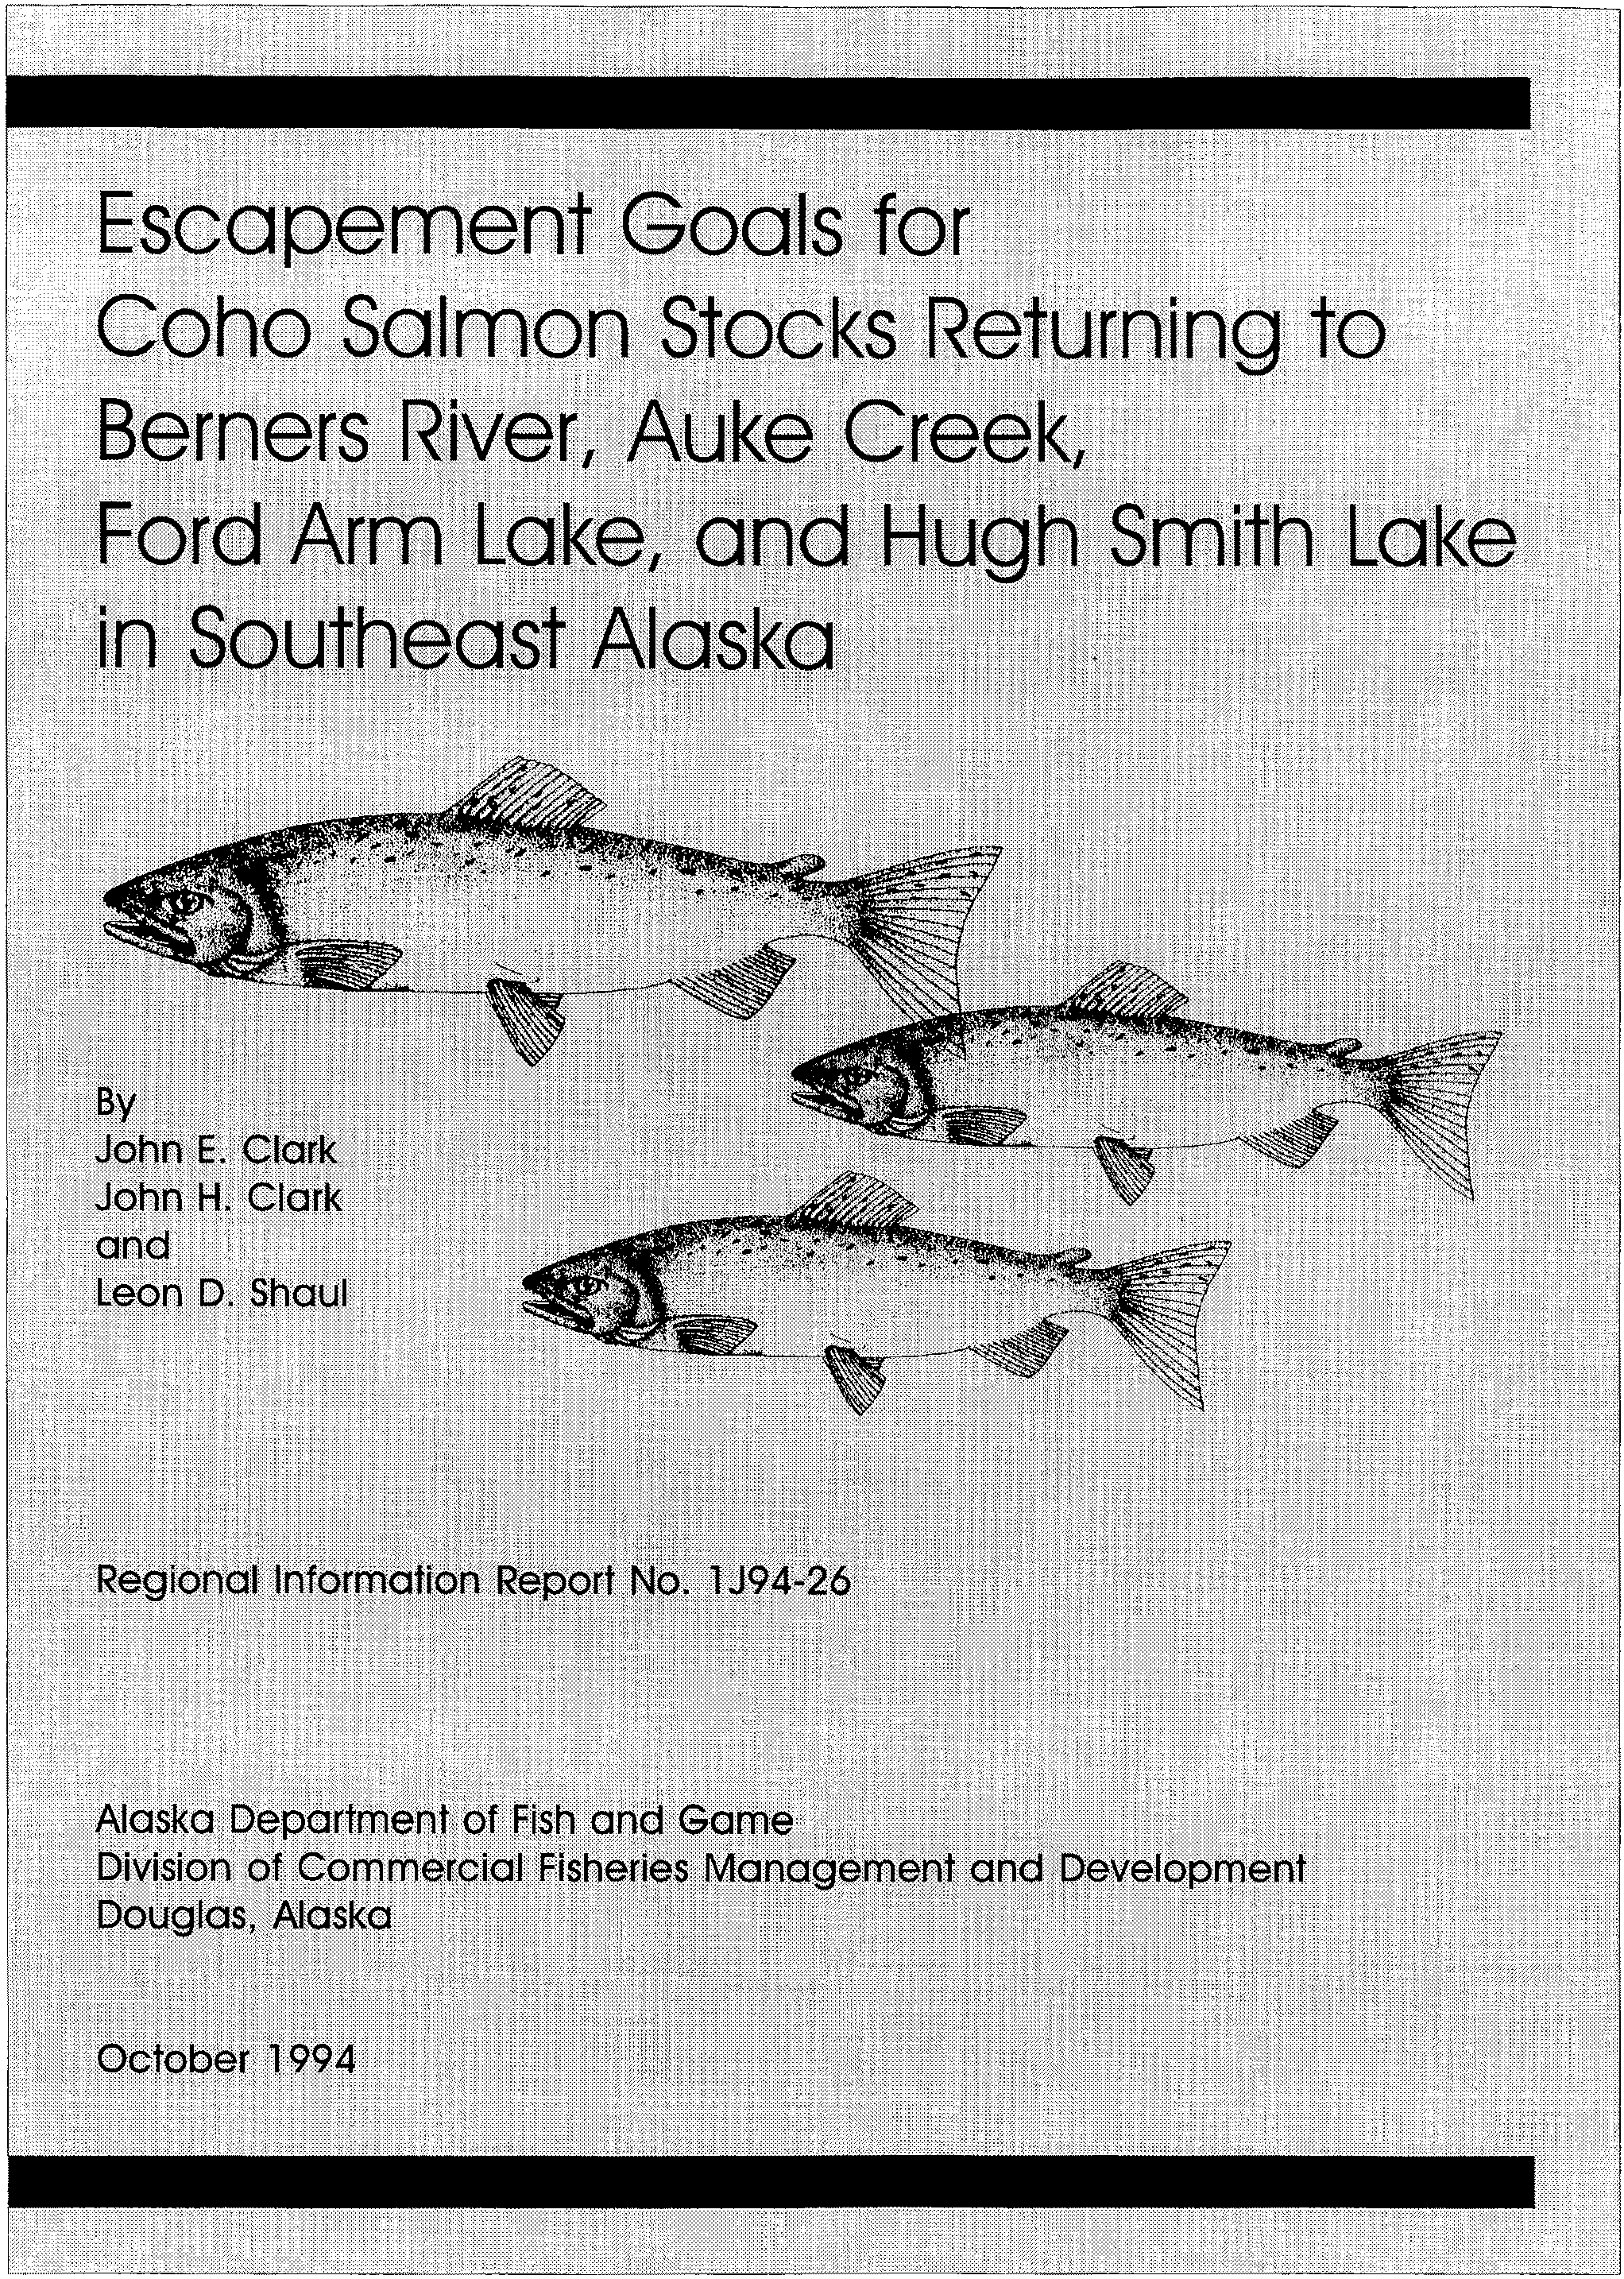 Escapement Goals for
Coho Salmon Stocks Returning to
Berners River, Auke Creek,
Ford Arm Lake, and Hugh Smith Lake
in Southeast Alaska
By
John E. Clark
John H. Clark
and
Leon D. Shaul
Regional Information Report No. 1J94-26
Alaska Department of Fish and Game
Division of Commercial Fisheries Management and Development
Douglas, Alaska
October 1994